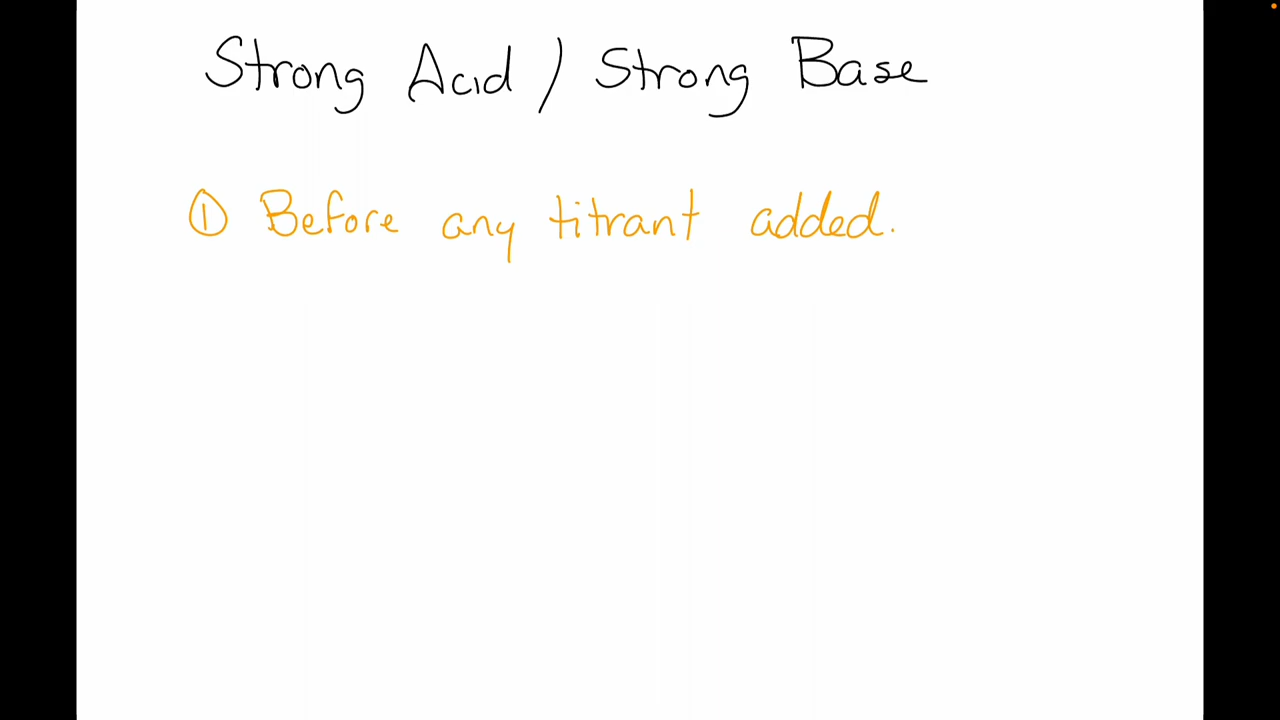 Strong Acid / Strong Base
① Before any titrant added.